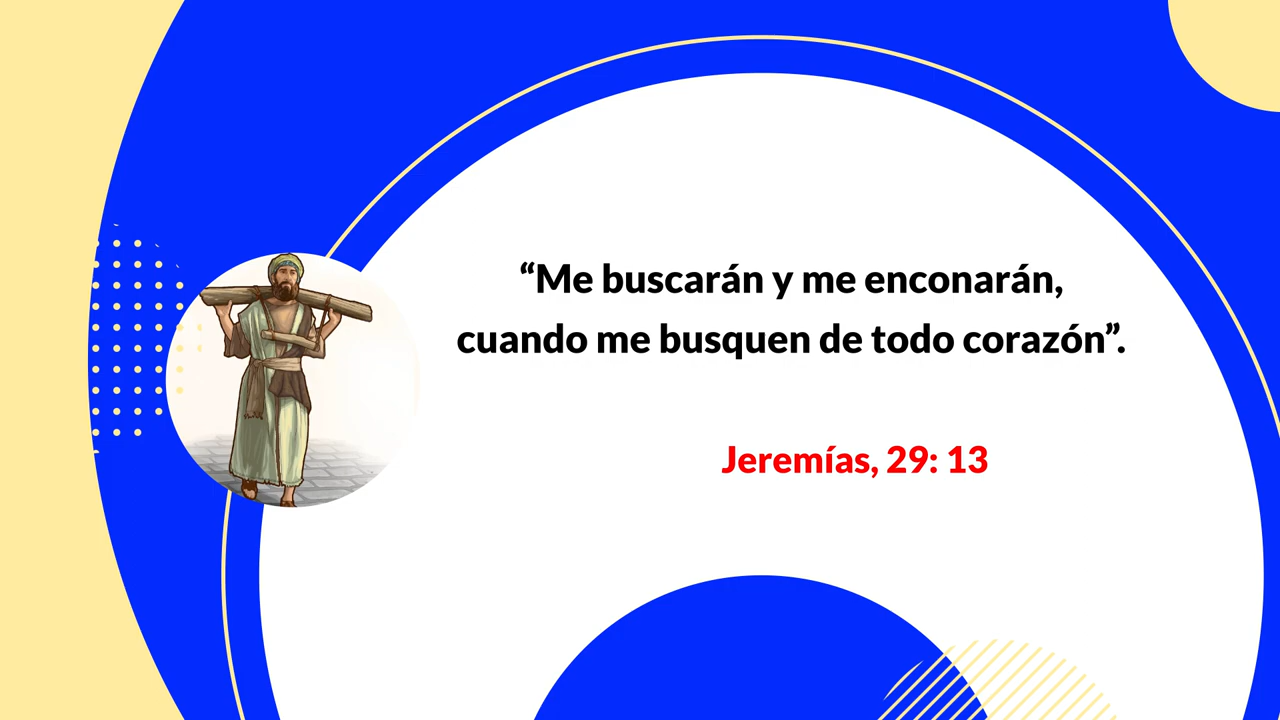 “Me buscarán y me enconarán,
cuando me busquen de todo corazón”.
Jeremías, 29: 13